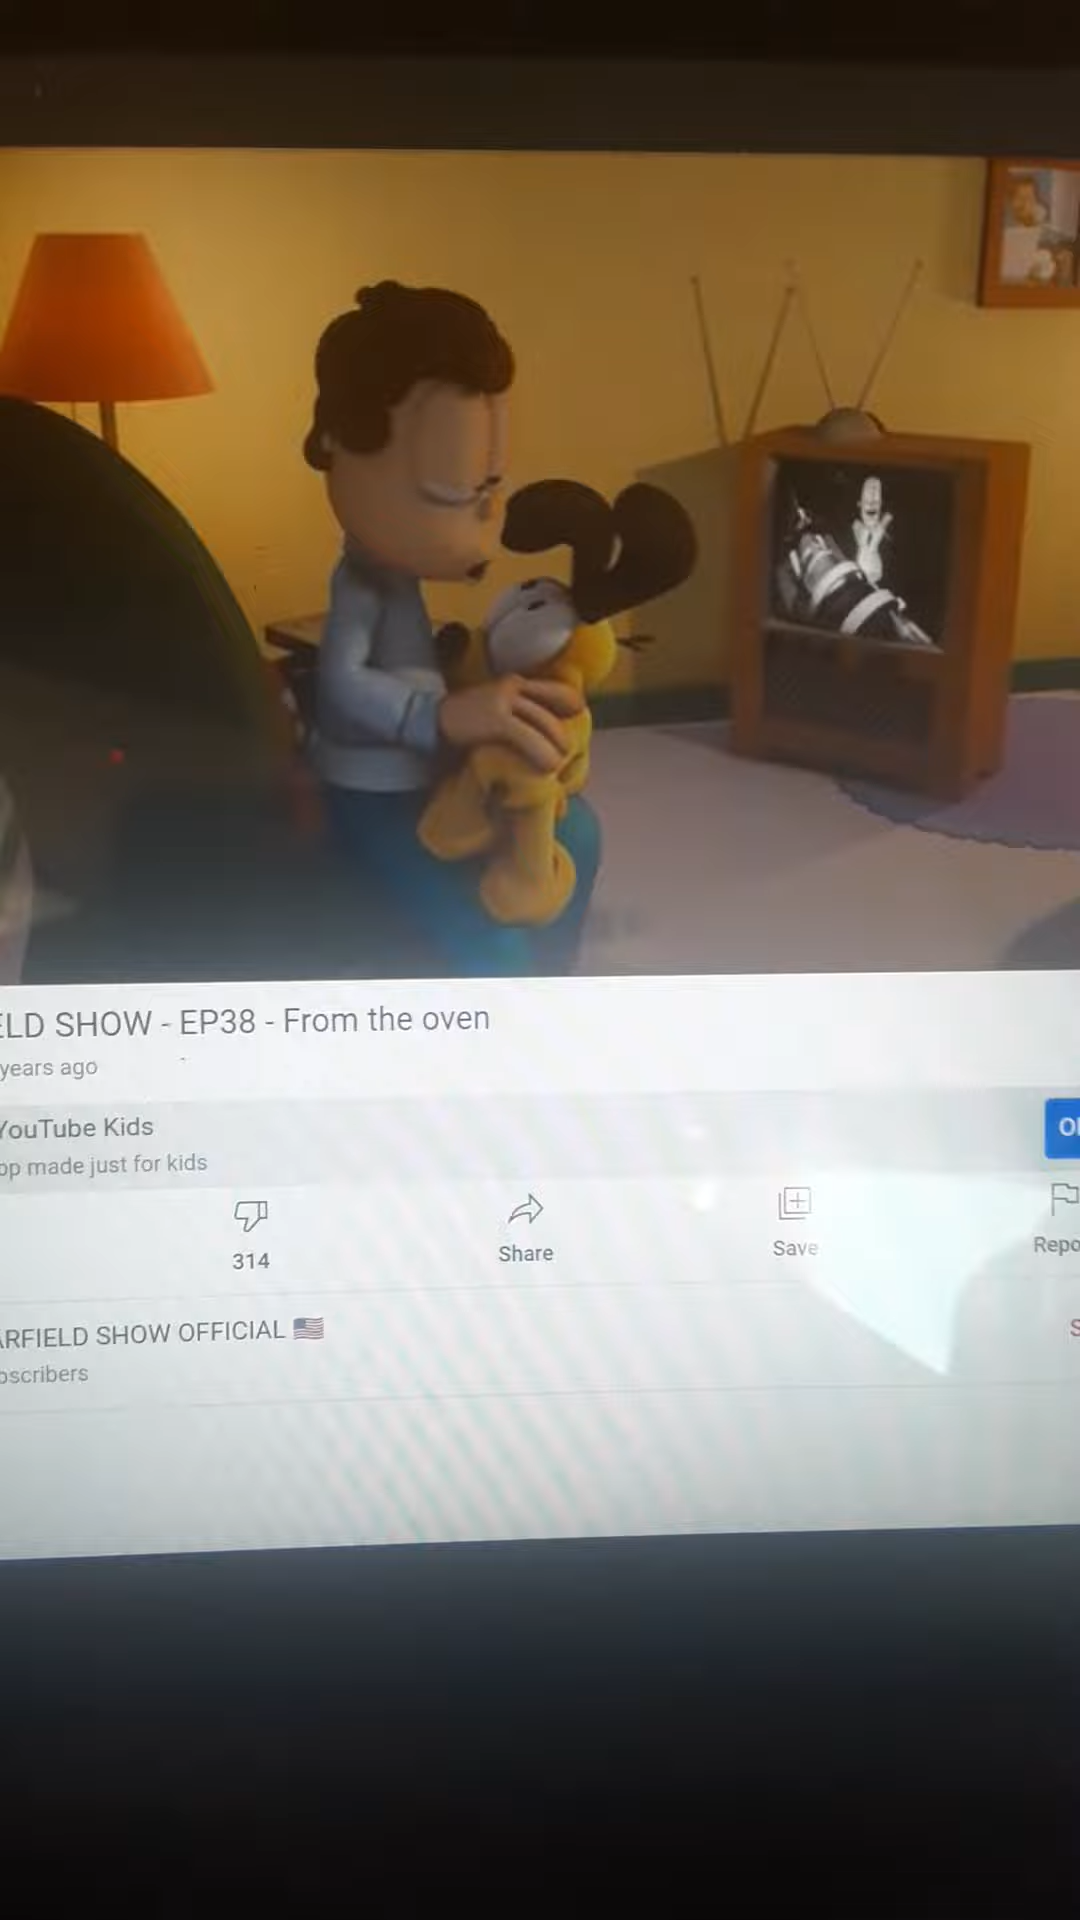 ELD SHOW - EP38 - From the oven
years ago
YouTube Kids
pp made just for kids
314
Share
Save
Repo
ARFIELD SHOW OFFICIAL 🇺🇸
bscribers